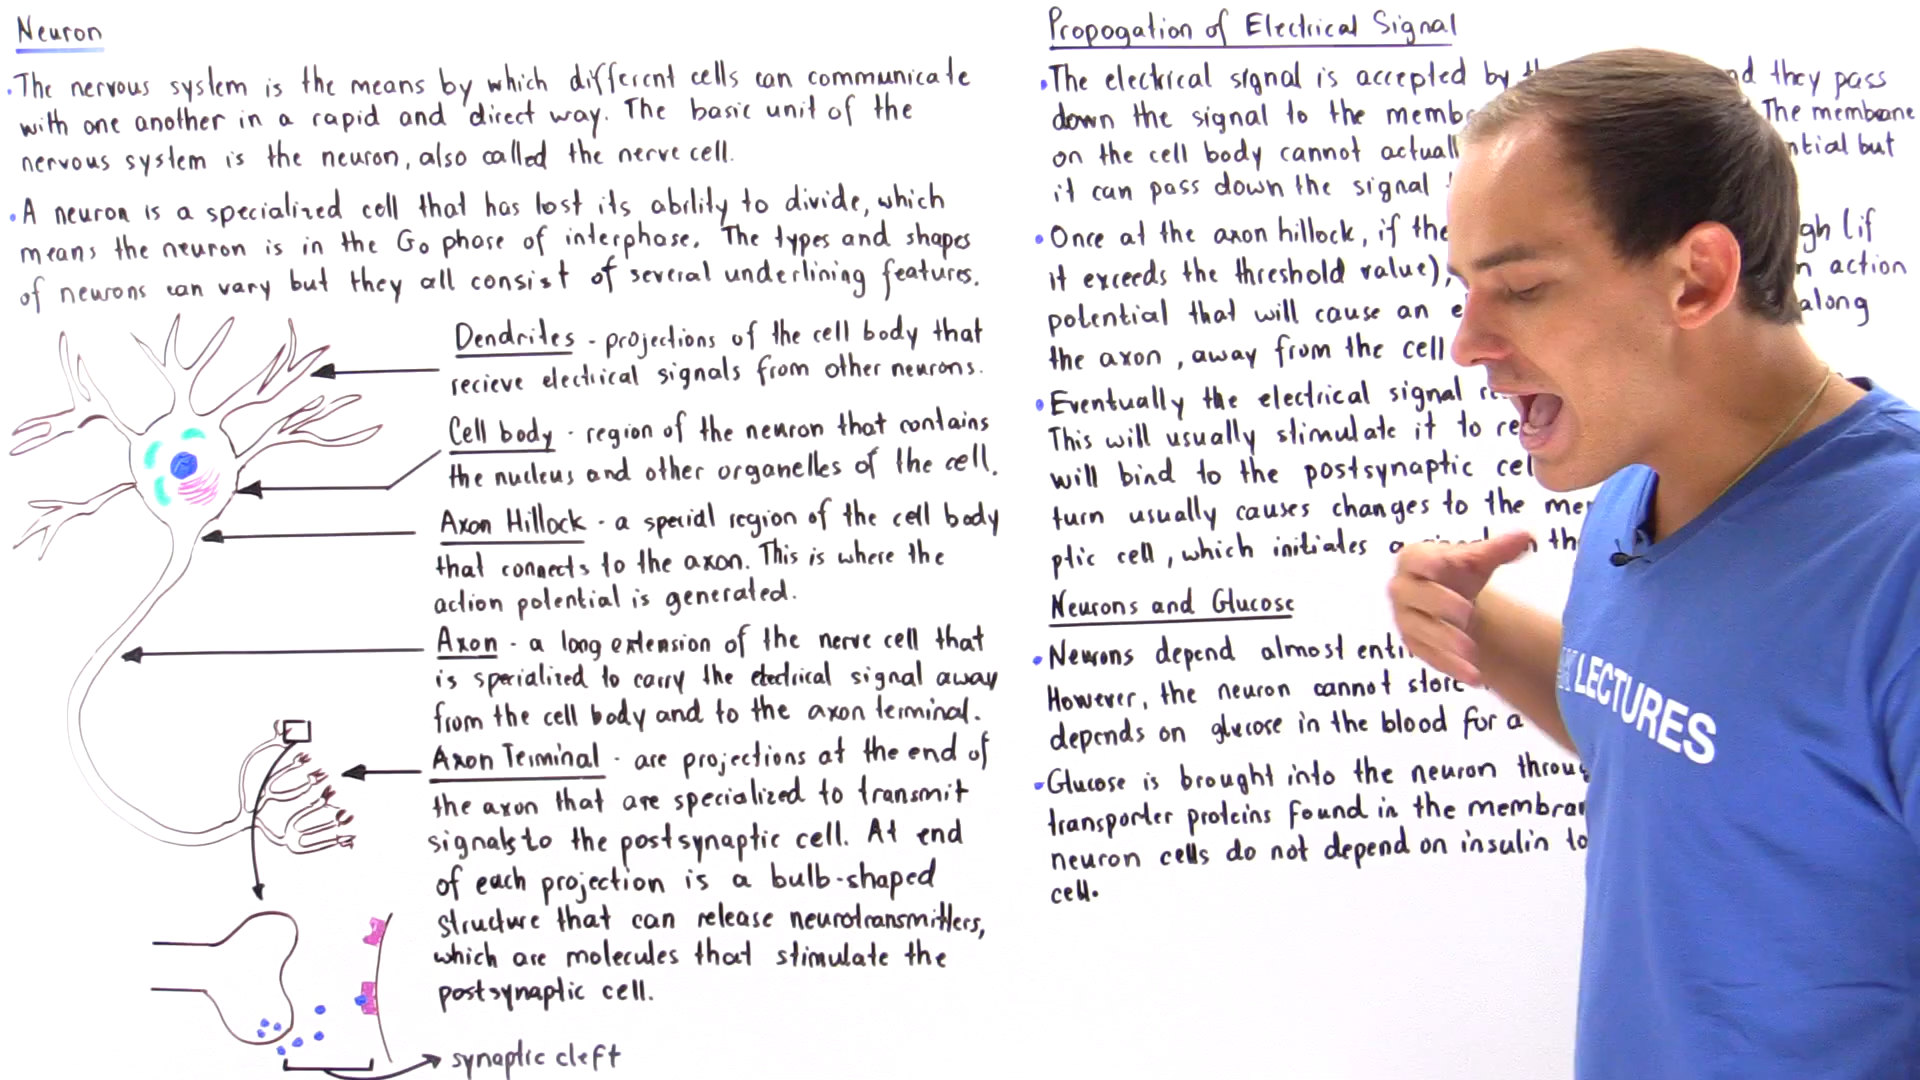 Neuron
.The nervous system is the means by which different cells can communicate
with one another in a rapid and direct way. The basic unit of the
nervous system is the neuron, also called the nerve cell.
.A neuron is a specialized cell that has lost its ability to divide, which
means the neuron is in the Go phase of interphase. The types and shapes
of neurons can vary but they all consist of several underlining features.
Dendrites - projections of the cell body that
recieve electrical signals from other neurons.
Cell body - region of the neuron that contains
the nucleus and other organelles of the cell.
Axon Hillock - a special region of the cell body
that connects to the axon. This is where the
action potential is generated.
Axon - a long extension of the nerve cell that
is specialized to carry the electrical signal away
from the cell body and to the axon terminal.
Axon Terminal - are projections at the end of
the axon that are specialized to transmit
signals to the postsynaptic cell. At end
of each projection is a bulb-shaped
structure that can release neurotransmitters,
which are molecules that stimulate the
postsynaptic cell.
synaptic cleft
Propogation of Electrical Signal
.The electrical signal is accepted by they pass
down the signal to the The membrane
on the cell body cannot but
it can pass down the signal
.Once at the axon hillock, if the (if
it exceeds the threshold value), action
potential that will cause an along
the axon, away from the cell
.Eventually the electrical signal
This will usually stimulate it to
will bind to the postsynaptic
turn usually causes changes to the
ptic cell, which initiates a
Neurons and Glucose
.Neurons depend almost
However, the neuron cannot
depends on glucose in the blood for a
.Glucose is brought into the neuron
transporter proteins found in the
neuron cells do not depend on insulin to
cell.
LECTURES